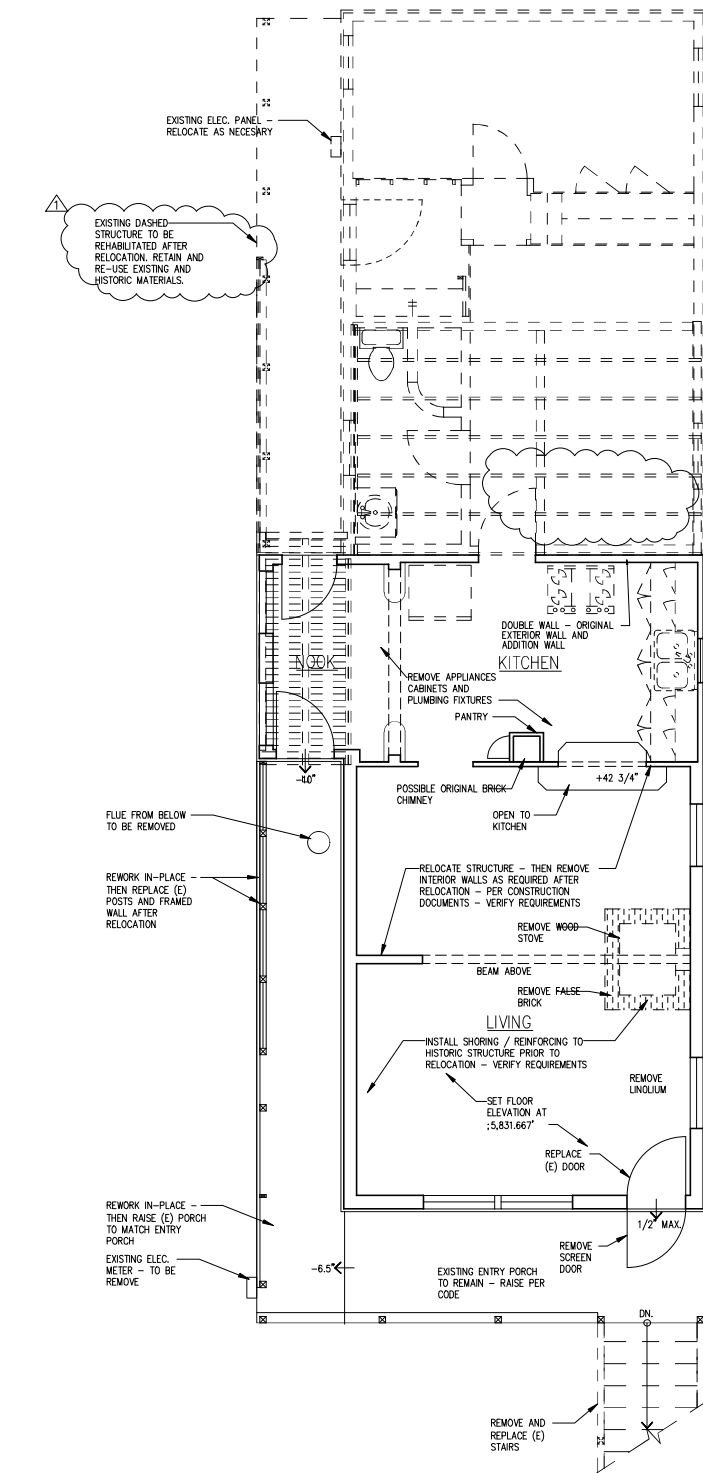 EXISTING ELEC. PANEL –
RELOCATE AS NECESARY
1
EXISTING DASHED
STRUCTURE TO BE
REHABILITATED AFTER
RELOCATION. RETAIN AND
RE-USE EXISTING AND
HISTORIC MATERIALS.
DOUBLE WALL – ORIGINAL
EXTERIOR WALL AND
ADDITION WALL
NOOK
KITCHEN
REMOVE APPLIANCES
CABINETS AND
PLUMBING FIXTURES
PANTRY
+42 3/4"
POSSIBLE ORIGINAL BRICK
CHIMNEY
OPEN TO
KITCHEN
FLUE FROM BELOW
TO BE REMOVED
RELOCATE STRUCTURE – THEN REMOVE
INTERIOR WALLS AS REQUIRED AFTER
RELOCATION – PER CONSTRUCTION
DOCUMENTS – VERIFY REQUIREMENTS
REWORK IN-PLACE –
THEN REPLACE (E)
POSTS AND FRAMED
WALL AFTER
RELOCATION
REMOVE WOOD
STOVE
BEAM ABOVE
REMOVE FALSE
BRICK
LIVING
INSTALL SHORING / REINFORCING TO
HISTORIC STRUCTURE PRIOR TO
RELOCATION – VERIFY REQUIREMENTS
REMOVE
LINOLIUM
SET FLOOR
ELEVATION AT
;5,831.667'
REPLACE
(E) DOOR
REWORK IN-PLACE –
THEN RAISE (E) PORCH
TO MATCH ENTRY
PORCH
1/2" MAX.
REMOVE
SCREEN
DOOR
EXISTING ELEC.
METER – TO BE
REMOVE
-6.5"
EXISTING ENTRY PORCH
TO REMAIN – RAISE PER
CODE
DN.
REMOVE AND
REPLACE (E)
STAIRS